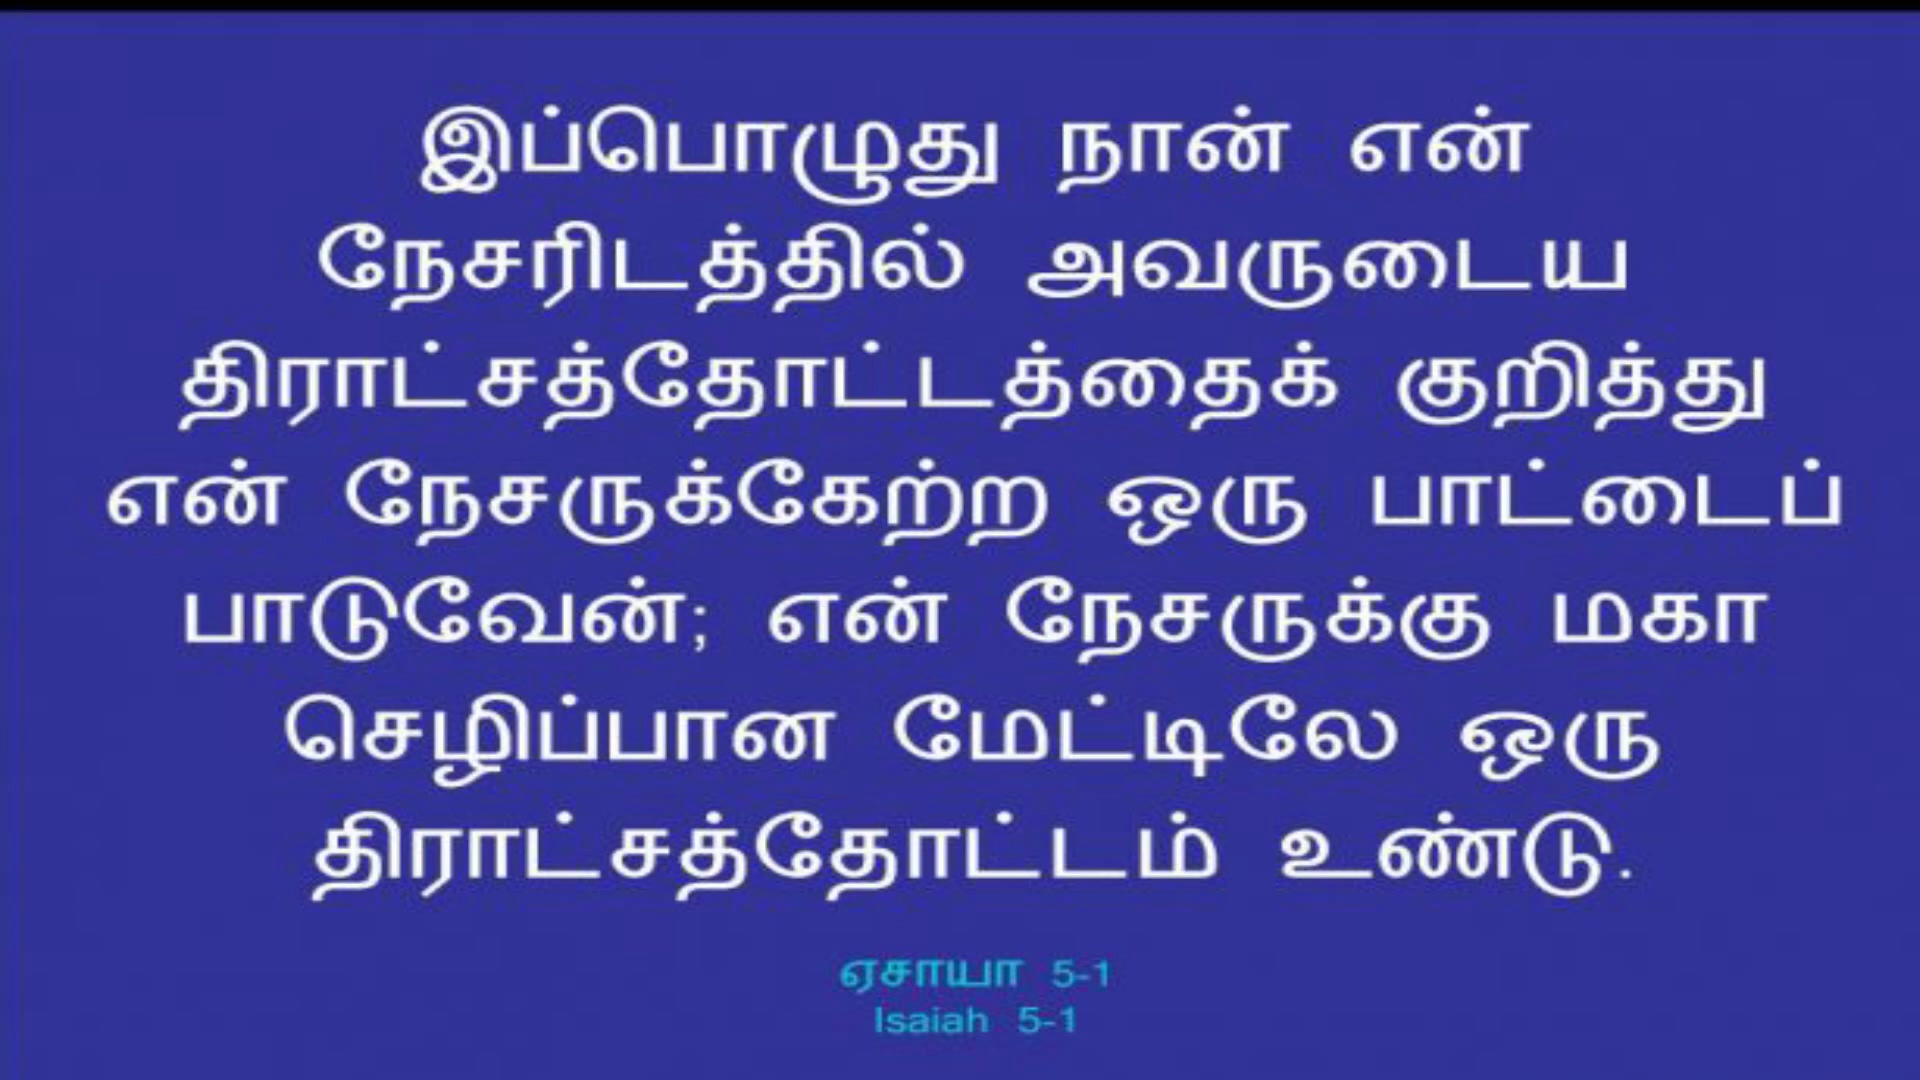 இப்பொழுது நான் என்
நேசரிடத்தில் அவருடைய
திராட்சத்தோட்டத்தைக் குறித்து
என் நேசருக்கேற்ற ஒரு பாட்டைப்
பாடுவேன்; என் நேசருக்கு மகா
செழிப்பான மேட்டிலே ஒரு
திராட்சத்தோட்டம் உண்டு.
ஏசாயா 5-1
Isaiah 5-1